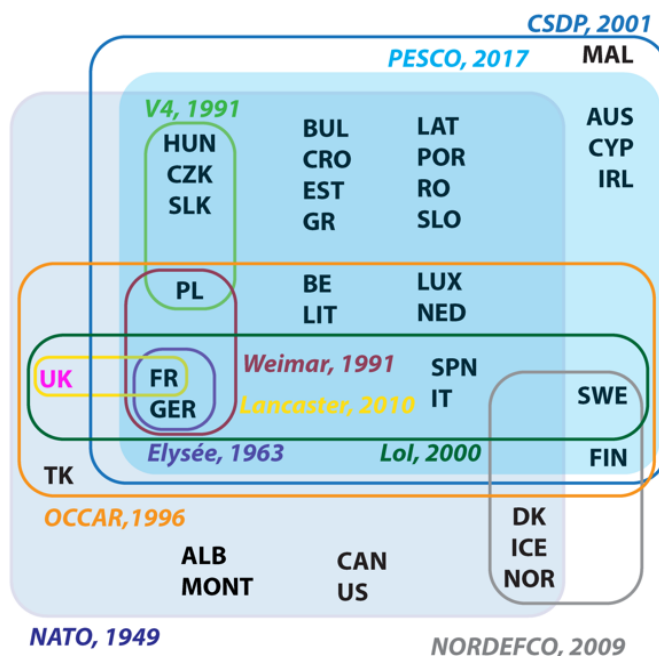 CSDP, 2001
PESCO, 2017
MAL
V4, 1991
HUN
CZK
SLK
BUL
CRO
EST
GR
LAT
POR
RO
SLO
AUS
CYP
IRL
PL
BE
LIT
LUX
NED
Weimar, 1991
UK
FR
GER
Lancaster, 2010
SPN
IT
SWE
Elysée, 1963
LoI, 2000
FIN
TK
OCCAR,1996
DK
ICE
NOR
ALB
MONT
CAN
US
NATO, 1949
NORDEFCO, 2009